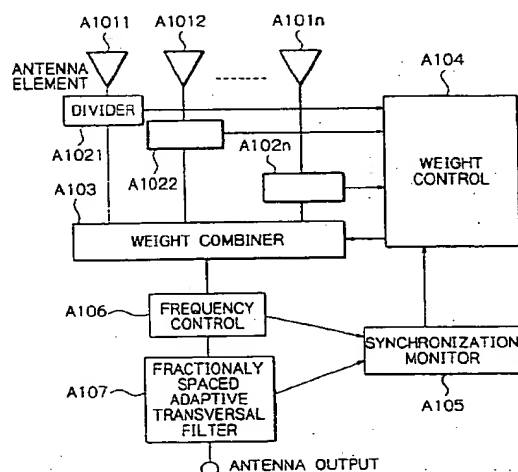 A1011
A1012
A101n
ANTENNA
ELEMENT
A104
DIVIDER
A1021
A1022
A102n
WEIGHT
CONTROL
A103
WEIGHT COMBINER
A106
FREQUENCY
CONTROL
SYNCHRONIZATION
MONITOR
A105
A107
FRACTIONALY
SPACED
ADAPTIVE
TRANSVERSAL
FILTER
ANTENNA OUTPUT